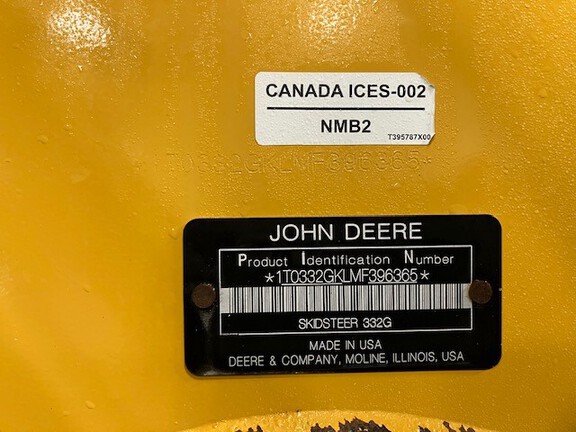 CANADA ICES-002
NMB2
T395787X00
T0332GKLMF396365*
JOHN DEERE
Product Identification Number
*1T0332GKLMF396365*
SKIDSTEER 332G
MADE IN USA
DEERE & COMPANY, MOLINE, ILLINOIS, USA